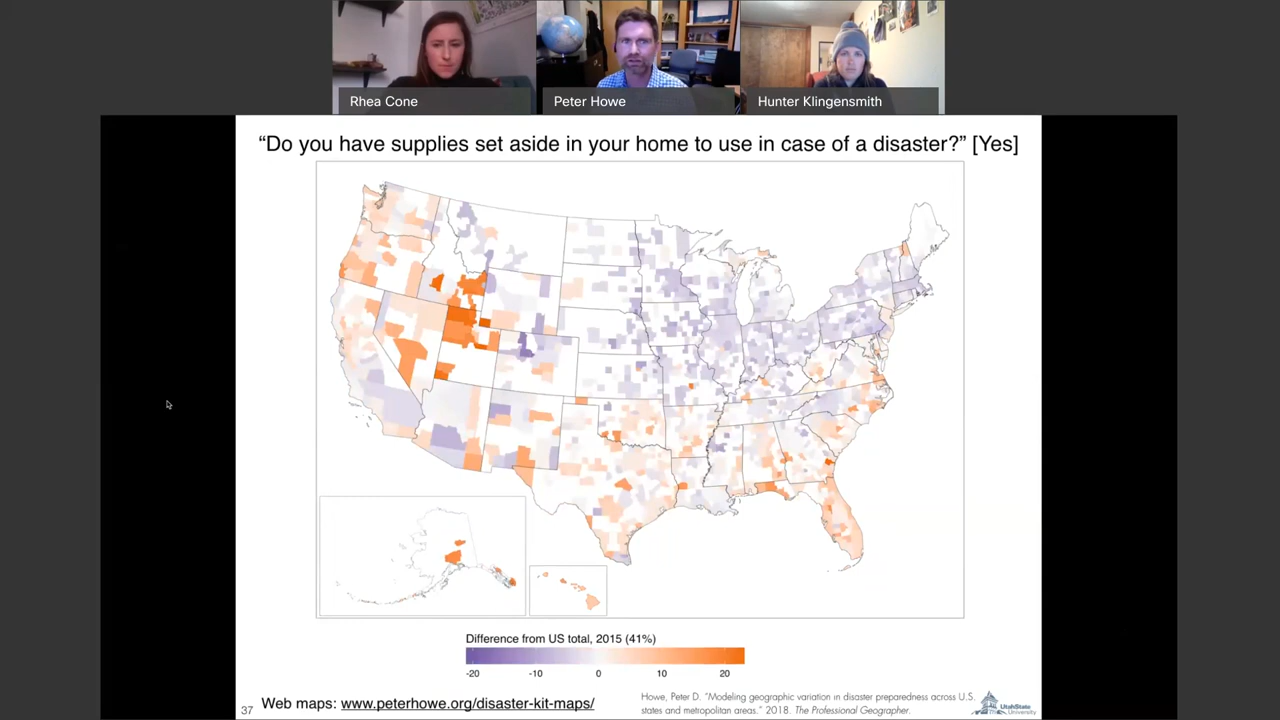 Rhea Cone
Peter Howe
Hunter Klingensmith
“Do you have supplies set aside in your home to use in case of a disaster?” [Yes]
Difference from US total, 2015 (41%)
-20 -10 0 10 20
37
Web maps: www.peterhowe.org/disaster-kit-maps/
Howe, Peter D. “Modeling geographic variation in disaster preparedness across U.S.
states and metropolitan areas.” 2018. The Professional Geographer.
UtahState
University